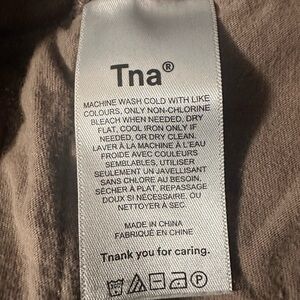 Tna®
MACHINE WASH COLD WITH LIKE
COLOURS, ONLY NON-CHLORINE
BLEACH WHEN NEEDED, DRY
FLAT, COOL IRON ONLY IF
NEEDED, OR DRY CLEAN.
LAVER À LA MACHINE À L'EAU
FROIDE AVEC COULEURS
SEMBLABLES, UTILISER
SEULEMENT UN JAVELLISANT
SANS CHLORE AU BESOIN,
SÉCHER À PLAT, REPASSAGE
DOUX SI NÉCESSAIRE, OU
NETTOYER À SEC.
MADE IN CHINA
FABRIQUÉ EN CHINE
Tnank you for caring.